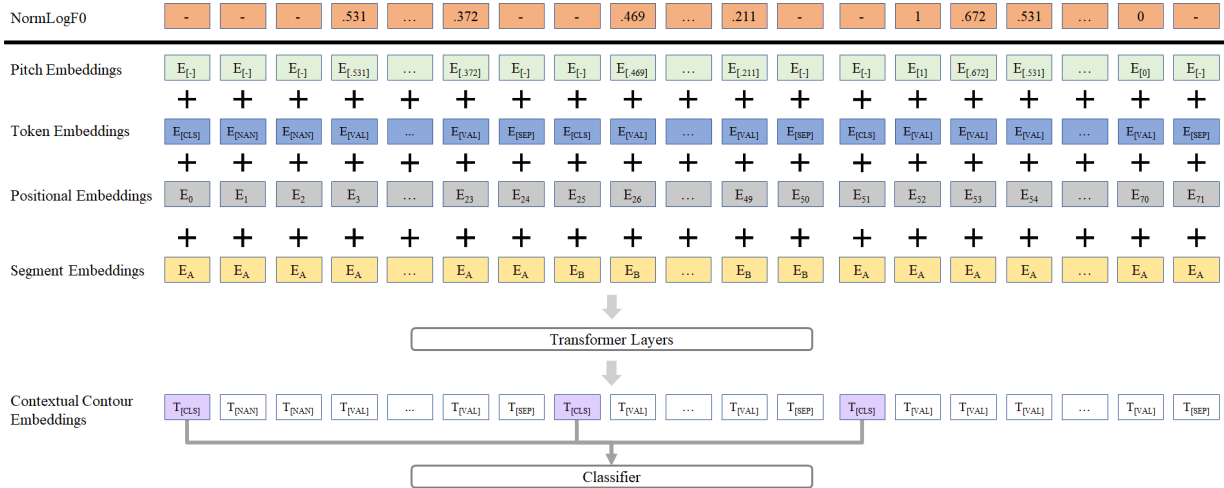 NormLogF0 - - - .531 … .372 - - .469 … .211 - - 1 .672 .531 … 0 -
Pitch Embeddings E[-] E[-] E[-] E[.531] … E[.372] E[-] E[-] E[.469] … E[.211] E[-] E[-] E[1] E[.672] E[.531] … E[0] E[-]
+ + + + + + + + + + + + + + + + + +
Token Embeddings E[CLS] E[NAN] E[NAN] E[VAL] ... E[VAL] E[SEP] E[CLS] E[VAL] … E[VAL] E[SEP] E[CLS] E[VAL] E[VAL] E[VAL] … E[VAL] E[SEP]
+ + + + + + + + + + + + + + + + + +
Positional Embeddings E0 E1 E2 E3 … E23 E24 E25 E26 … E49 E50 E51 E52 E53 E54 … E70 E71
+ + + + + + + + + + + + + + + + + +
Segment Embeddings EA EA EA EA … EA EA EB EB … EB EB EA EA EA EA … EA EA
Transformer Layers
Contextual Contour
Embeddings
T[CLS] T[NAN] T[NAN] T[VAL] ... T[VAL] T[SEP] T[CLS] T[VAL] … T[VAL] T[SEP] T[CLS] T[VAL] T[VAL] T[VAL] … T[VAL] T[SEP]
Classifier